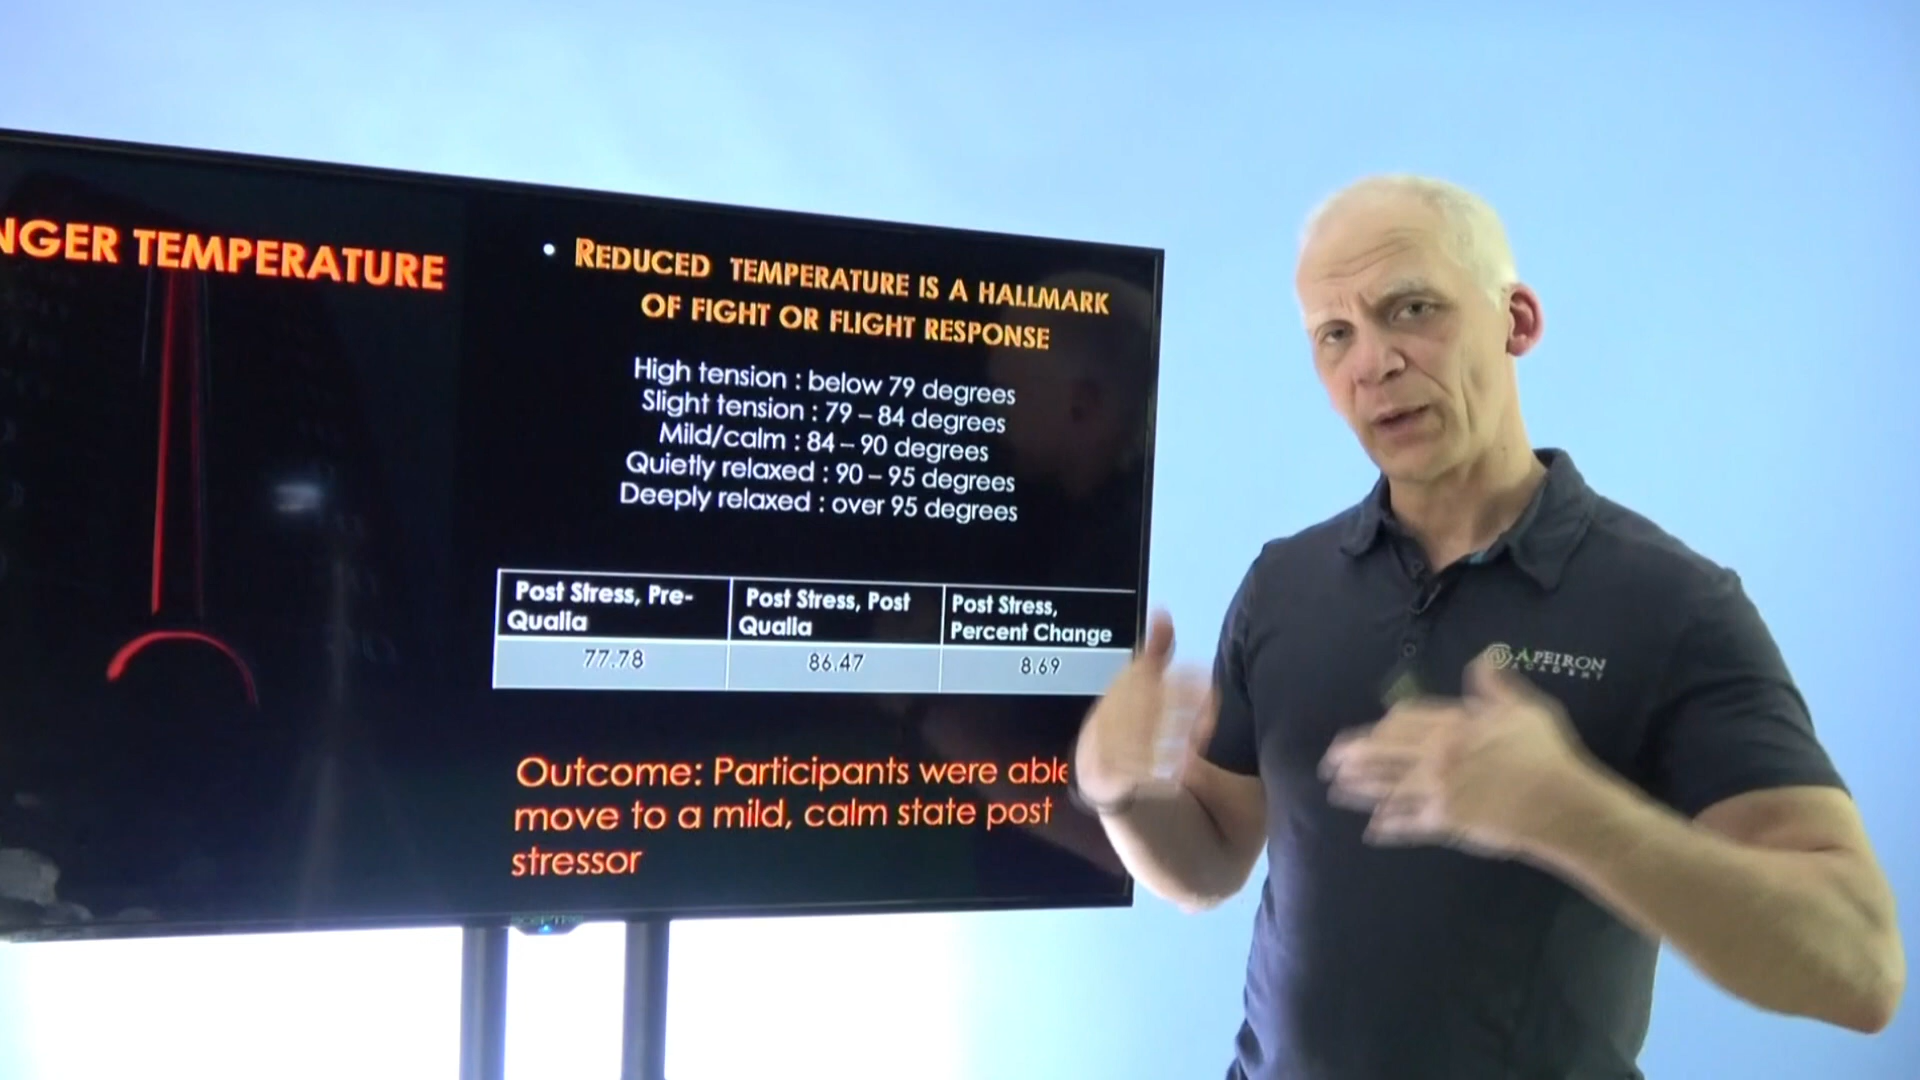 NGER TEMPERATURE
• REDUCED TEMPERATURE IS A HALLMARK
OF FIGHT OR FLIGHT RESPONSE
High tension : below 79 degrees
Slight tension : 79 – 84 degrees
Mild/calm : 84 – 90 degrees
Quietly relaxed : 90 – 95 degrees
Deeply relaxed : over 95 degrees
Post Stress, Pre-
Qualia
Post Stress, Post
Qualia
Post Stress,
Percent Change
77.78
86.47
8.69
Outcome: Participants were able
move to a mild, calm state post
stressor
APEIRON
ACADEMY
SCEPTRE